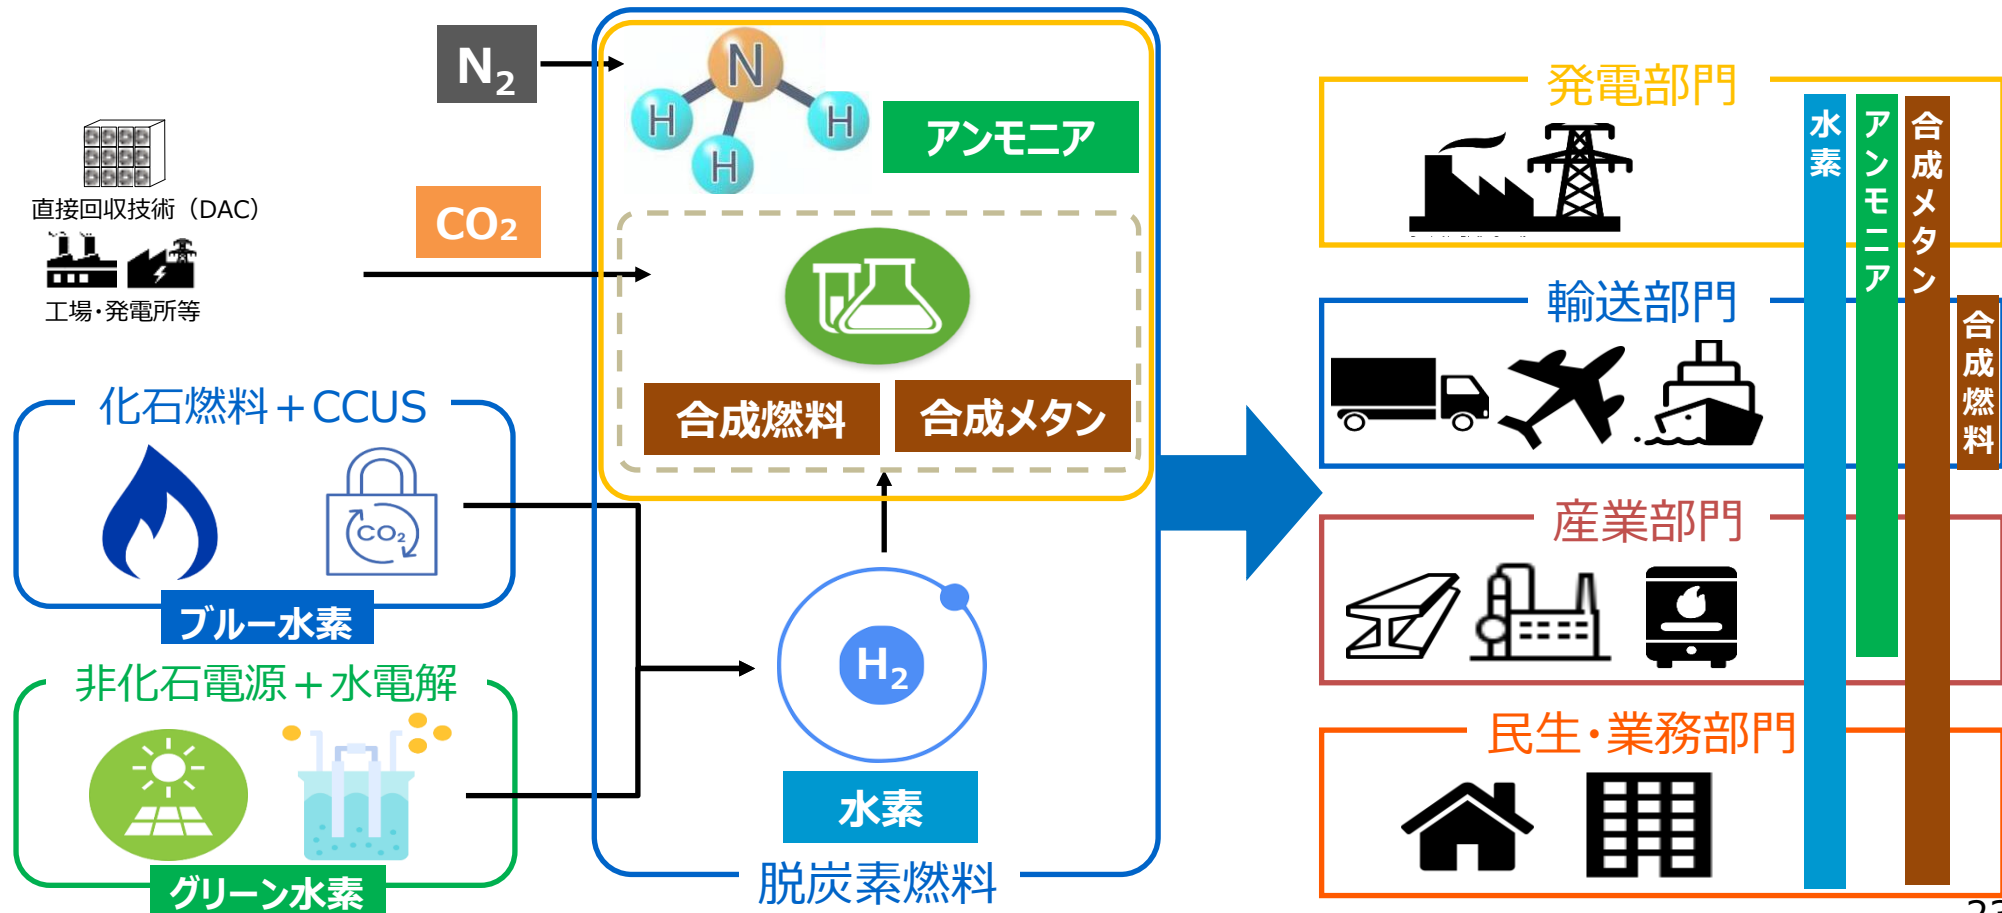 N2
N
H
H
H
アンモニア
直接回収技術（DAC）
工場・発電所等
CO2
合成燃料
合成メタン
化石燃料＋CCUS
CO2
ブルー水素
非化石電源＋水電解
グリーン水素
H2
水素
脱炭素燃料
発電部門
輸送部門
産業部門
民生・業務部門
水素
アンモニア
合成メタン
合成燃料